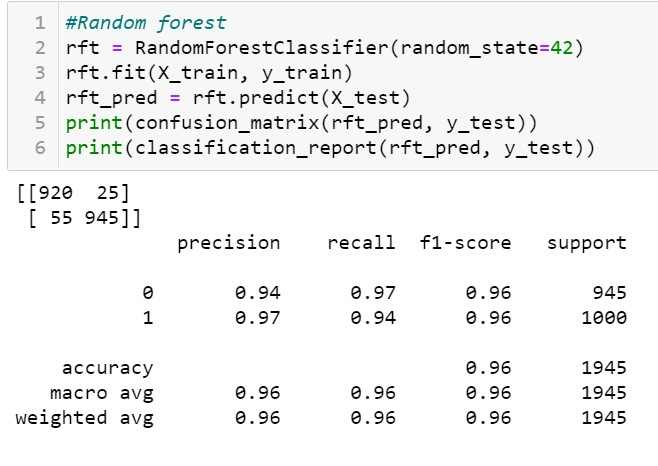 1 #Random forest
2 rft = RandomForestClassifier(random_state=42)
3 rft.fit(X_train, y_train)
4 rft_pred = rft.predict(X_test)
5 print(confusion_matrix(rft_pred, y_test))
6 print(classification_report(rft_pred, y_test))
[[920 25]
[ 55 945]]
precision recall f1-score support
0 0.94 0.97 0.96 945
1 0.97 0.94 0.96 1000
accuracy 0.96 1945
macro avg 0.96 0.96 0.96 1945
weighted avg 0.96 0.96 0.96 1945